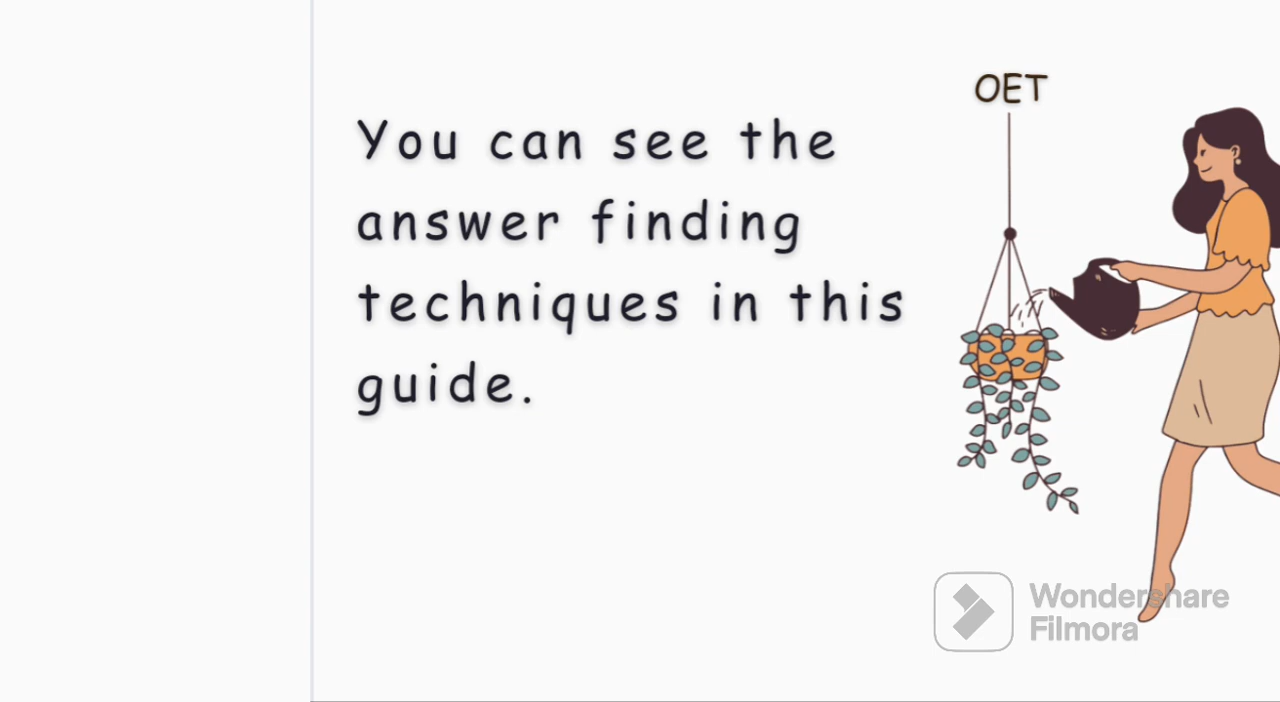 OET
You can see the
answer finding
techniques in this
guide.
Wondershare
Filmora